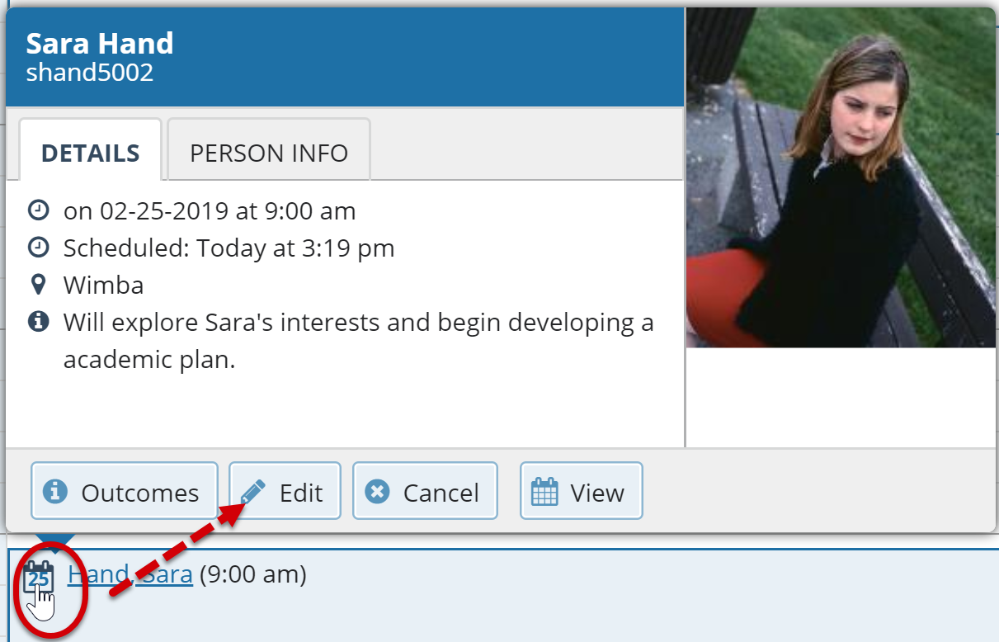 Sara Hand
shand5002
DETAILS
PERSON INFO
on 02-25-2019 at 9:00 am
Scheduled: Today at 3:19 pm
Wimba
Will explore Sara's interests and begin developing a
academic plan.
Outcomes
Edit
Cancel
View
25
Hand, Sara (9:00 am)